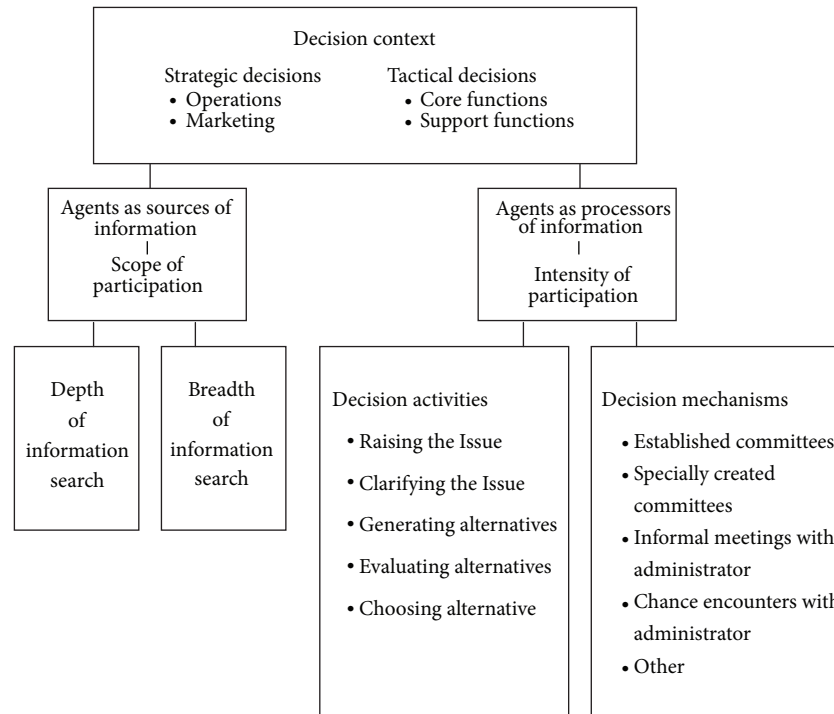 Decision context
Strategic decisions
• Operations
• Marketing
Tactical decisions
• Core functions
• Support functions
Agents as sources of
information
Scope of
participation
Agents as processors
of information
Intensity of
participation
Depth
of
information
search
Breadth
of
information
search
Decision activities
• Raising the Issue
• Clarifying the Issue
• Generating alternatives
• Evaluating alternatives
• Choosing alternative
Decision mechanisms
• Established committees
• Specially created
committees
• Informal meetings with
administrator
• Chance encounters with
administrator
• Other